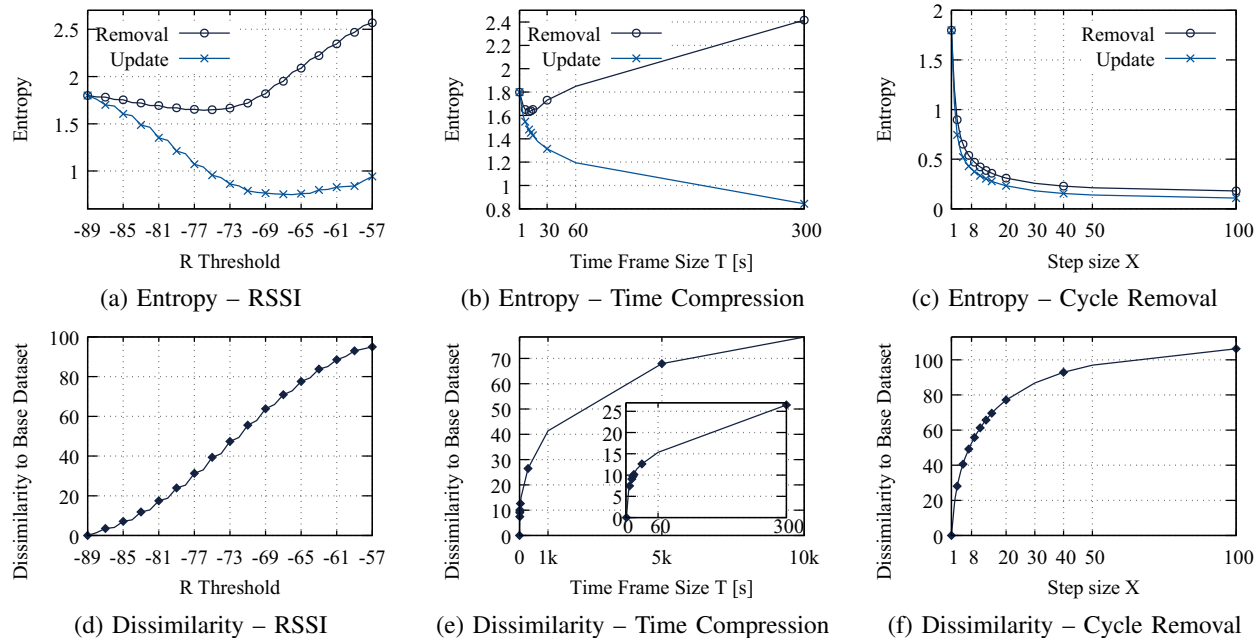 Entropy
2.5
2
1.5
1
Removal
Update
-89 -85 -81 -77 -73 -69 -65 -61 -57
R Threshold
(a) Entropy – RSSI
Entropy
2.4
2.2
2
1.8
1.6
1.4
1.2
1
0.8
Removal
Update
1 30 60 300
Time Frame Size T [s]
(b) Entropy – Time Compression
Entropy
2
1.5
1
0.5
0
Removal
Update
1 8 20 30 40 50 100
Step size X
(c) Entropy – Cycle Removal
Dissimilarity to Base Dataset
100
80
60
40
20
0
-89 -85 -81 -77 -73 -69 -65 -61 -57
R Threshold
(d) Dissimilarity – RSSI
Dissimilarity to Base Dataset
70
60
50
40
30
20
10
0
25
20
15
10
5
0
0 60 300
0 1k 5k 10k
Time Frame Size T [s]
(e) Dissimilarity – Time Compression
Dissimilarity to Base Dataset
100
80
60
40
20
0
1 8 20 30 40 50 100
Step size X
(f) Dissimilarity – Cycle Removal